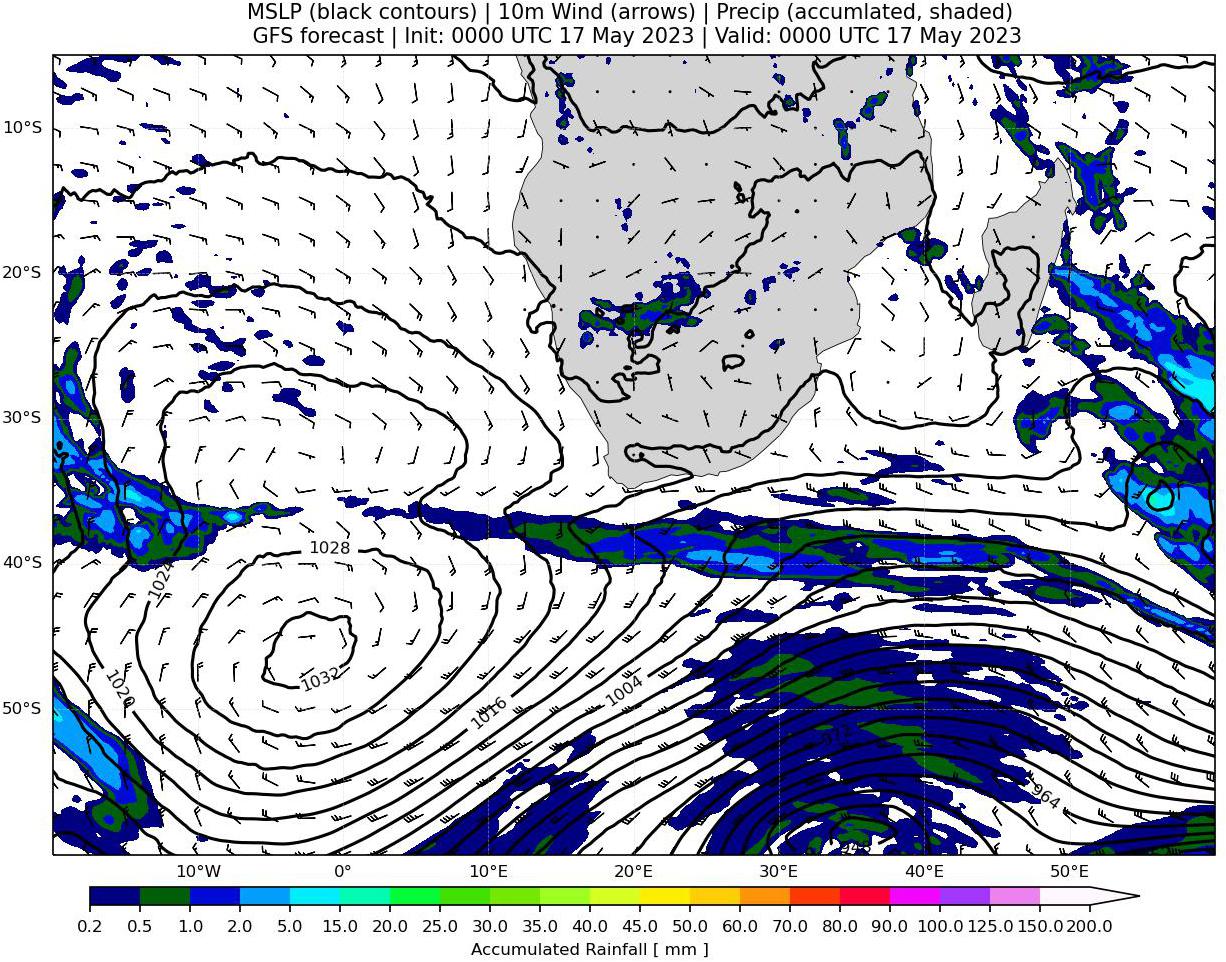 MSLP (black contours) | 10m Wind (arrows) | Precip (accumlated, shaded)
GFS forecast | Init: 0000 UTC 17 May 2023 | Valid: 0000 UTC 17 May 2023
10°S
20°S
30°S
1028
40°S
1024
1032
1020
1004
50°S
1016
972
964
948
10°W 0° 10°E 20°E 30°E 40°E 50°E
0.2 0.5 1.0 2.0 5.0 10.0 15.0 20.0 25.0 30.0 35.0 40.0 45.0 50.0 60.0 70.0 80.0 90.0 100.0 125.0 150.0 200.0
Accumulated Rainfall [ mm ]